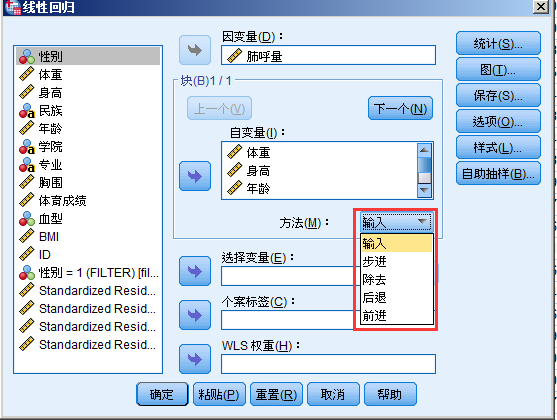 线性回归
性别
体重
身高
民族
年龄
学院
专业
胸围
体育成绩
血型
BMI
ID
性别 = 1 (FILTER) [filt...
Standardized Resid...
Standardized Resid...
Standardized Resid...
Standardized Resid...
因变量(D)：
肺呼量
块(B)1 / 1
上一个(V)
下一个(N)
自变量(I)：
体重
身高
年龄
方法(M)：
输入
输入
步进
除去
后退
前进
选择变量(E)：
个案标签(C)：
WLS 权重(H)：
统计(S)...
图(T)...
保存(S)...
选项(O)...
样式(L)...
自助抽样(B)...
确定
粘贴(P)
重置(R)
取消
帮助